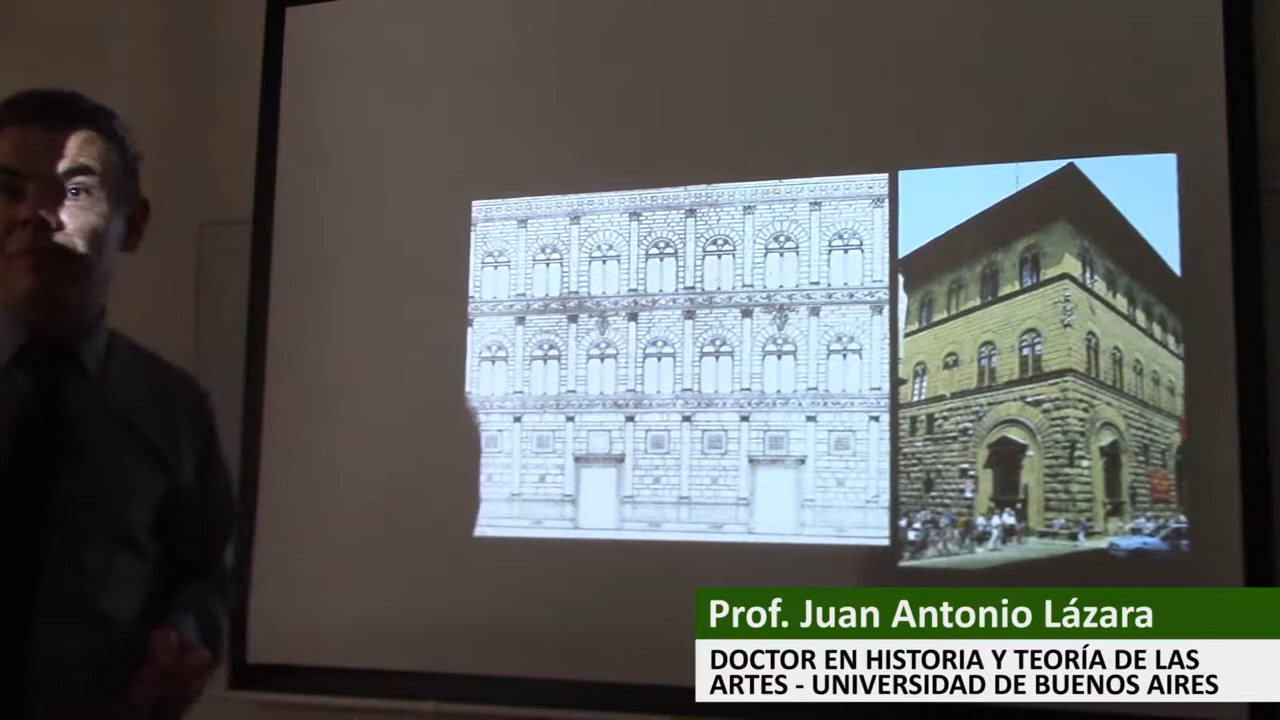 Prof. Juan Antonio Lázara
DOCTOR EN HISTORIA Y TEORÍA DE LAS
ARTES - UNIVERSIDAD DE BUENOS AIRES